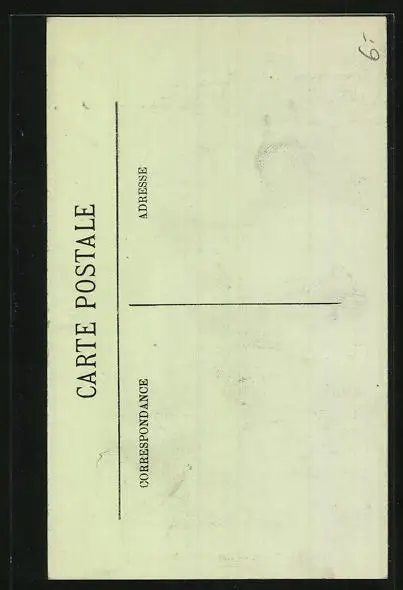 CARTE POSTALE
CORRESPONDANCE
ADRESSE
6.-